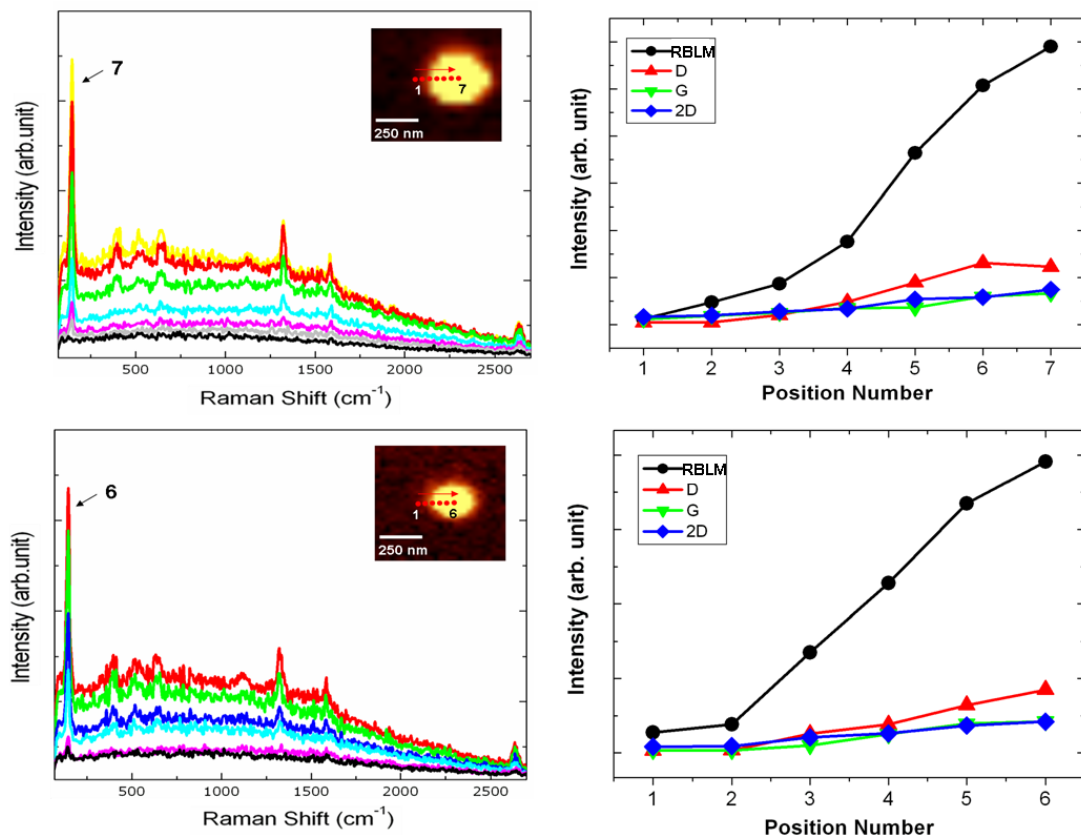 7
1
7
250 nm
Intensity (arb.unit)
500 1000 1500 2000 2500
Raman Shift (cm⁻¹)
RBLM
D
G
2D
Intensity (arb. unit)
1 2 3 4 5 6 7
Position Number
6
1
6
250 nm
Intensity (arb.unit)
500 1000 1500 2000 2500
Raman Shift (cm⁻¹)
RBLM
D
G
2D
Intensity (arb. unit)
1 2 3 4 5 6
Position Number